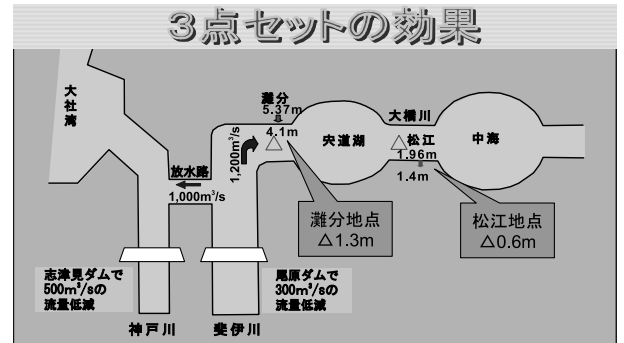 3点セットの効果
大社湾
灘分
5.37m
4.1m
1,200m³/s
放水路
1,000m³/s
宍道湖
大橋川
松江
1.96m
1.4m
中海
灘分地点
△1.3m
松江地点
△0.6m
志津見ダムで
500m³/sの
流量低減
尾原ダムで
300m³/sの
流量低減
神戸川
斐伊川